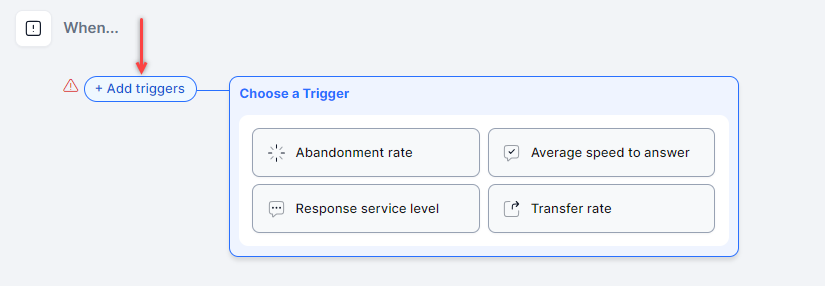 When...
+ Add triggers
Choose a Trigger
Abandonment rate
Average speed to answer
Response service level
Transfer rate